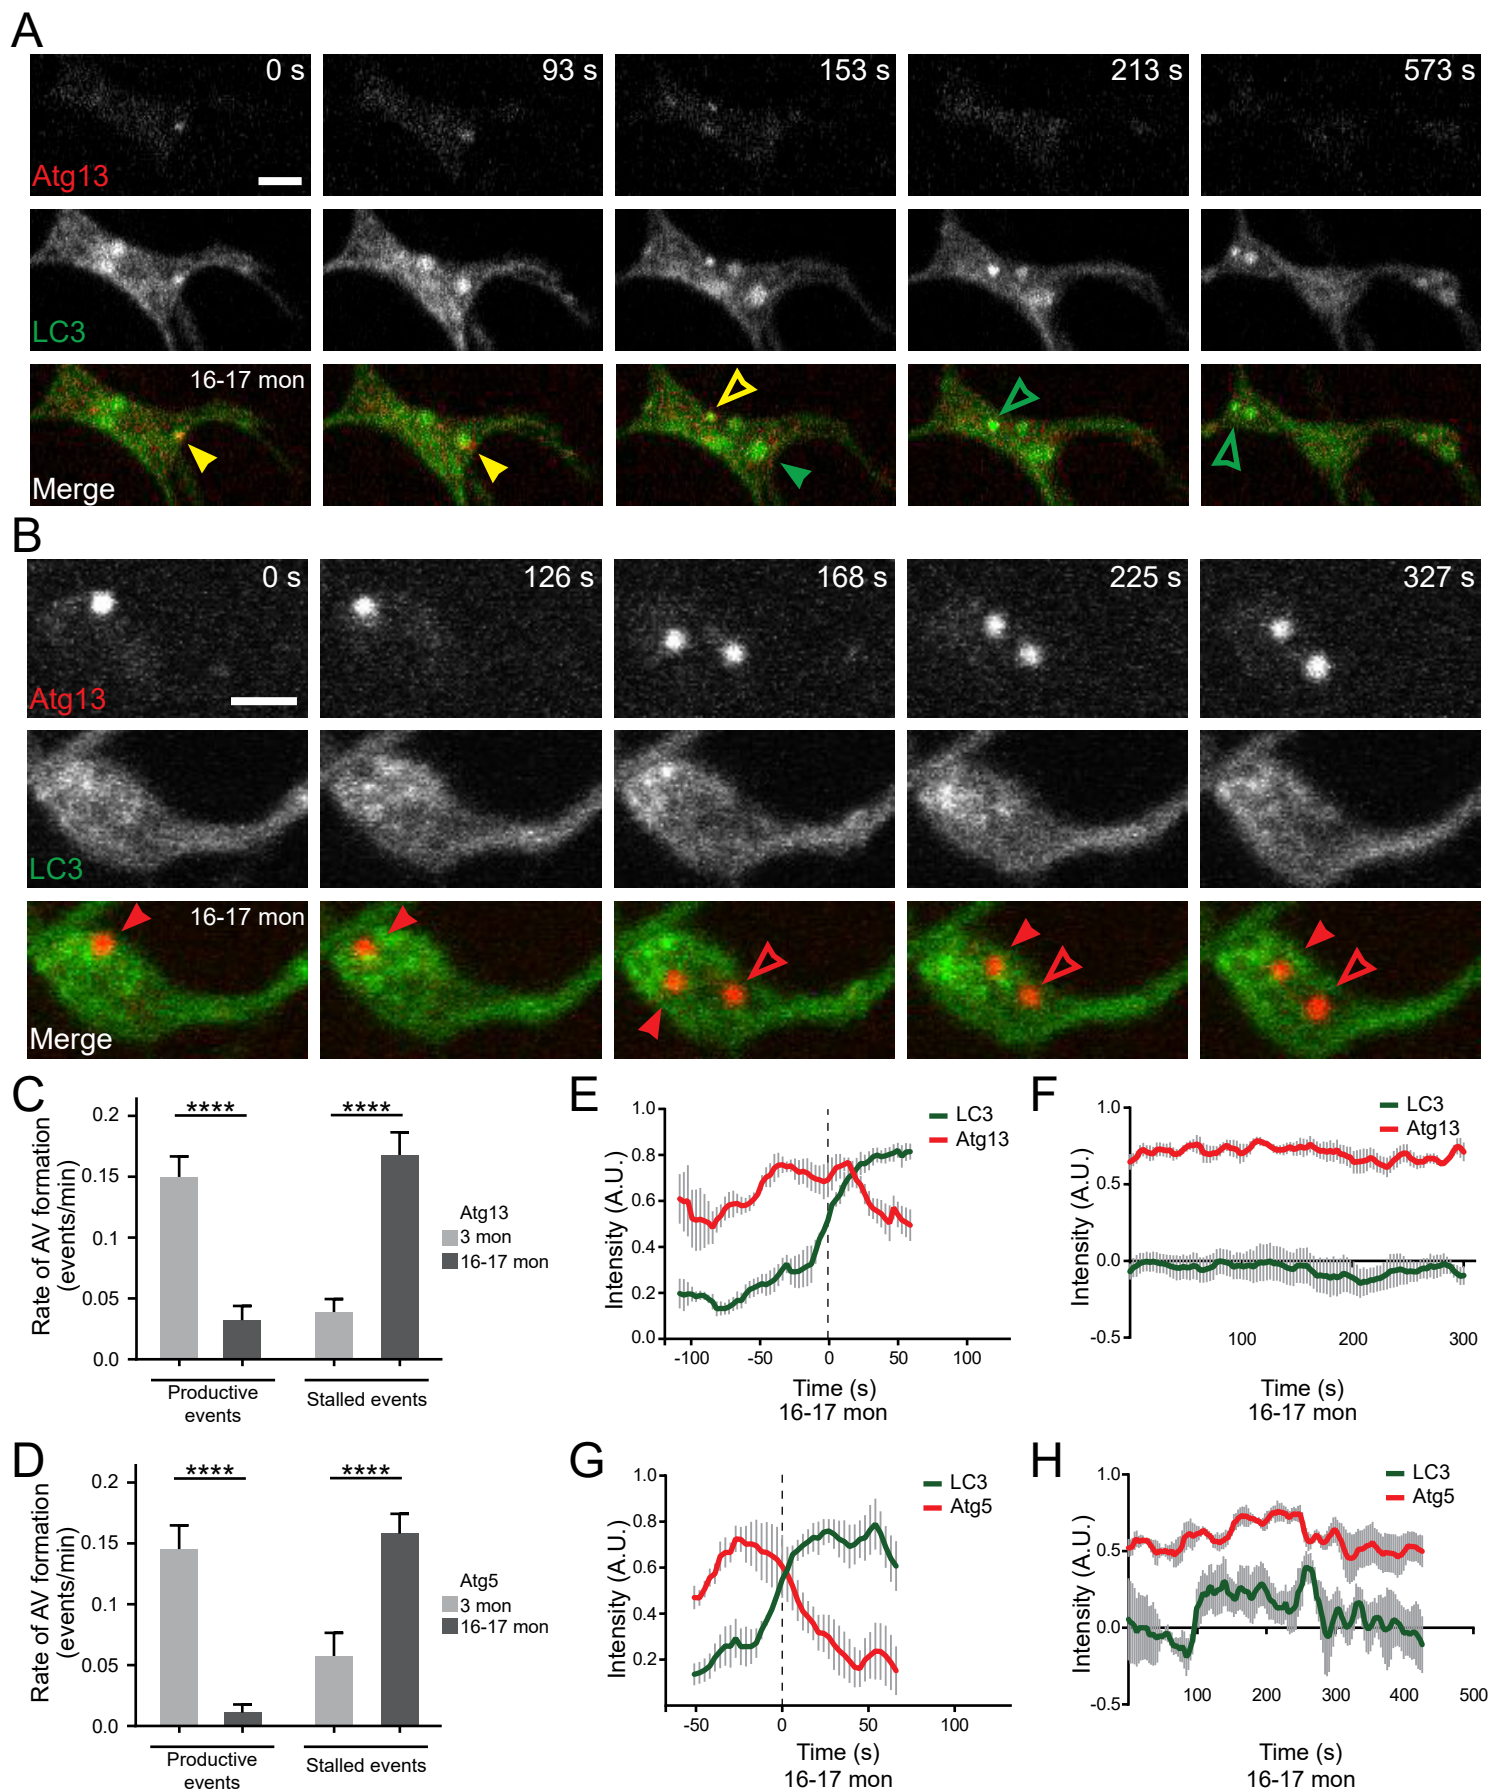 A
0 s
93 s
153 s
213 s
573 s
Atg13
LC3
16-17 mon
Merge
B
0 s
126 s
168 s
225 s
327 s
Atg13
LC3
16-17 mon
Merge
C
Rate of AV formation
(events/min)
0.2
0.15
0.1
0.05
0.0
****
****
Atg13
3 mon
16-17 mon
Productive
events
Stalled events
E
Intensity (A.U.)
1.0
0.8
0.6
0.4
0.2
0.0
LC3
Atg13
-100
-50
0
50
100
Time (s)
16-17 mon
F
Intensity (A.U.)
1.0
0.5
0.0
-0.5
LC3
Atg13
100
200
300
Time (s)
16-17 mon
D
Rate of AV formation
(events/min)
0.2
0.15
0.1
0.05
0.0
****
****
Atg5
3 mon
16-17 mon
Productive
events
Stalled events
G
Intensity (A.U.)
1.0
0.8
0.6
0.4
0.2
LC3
Atg5
-50
0
50
100
Time (s)
16-17 mon
H
Intensity (A.U.)
1.0
0.5
0.0
-0.5
LC3
Atg5
100
200
300
400
500
Time (s)
16-17 mon